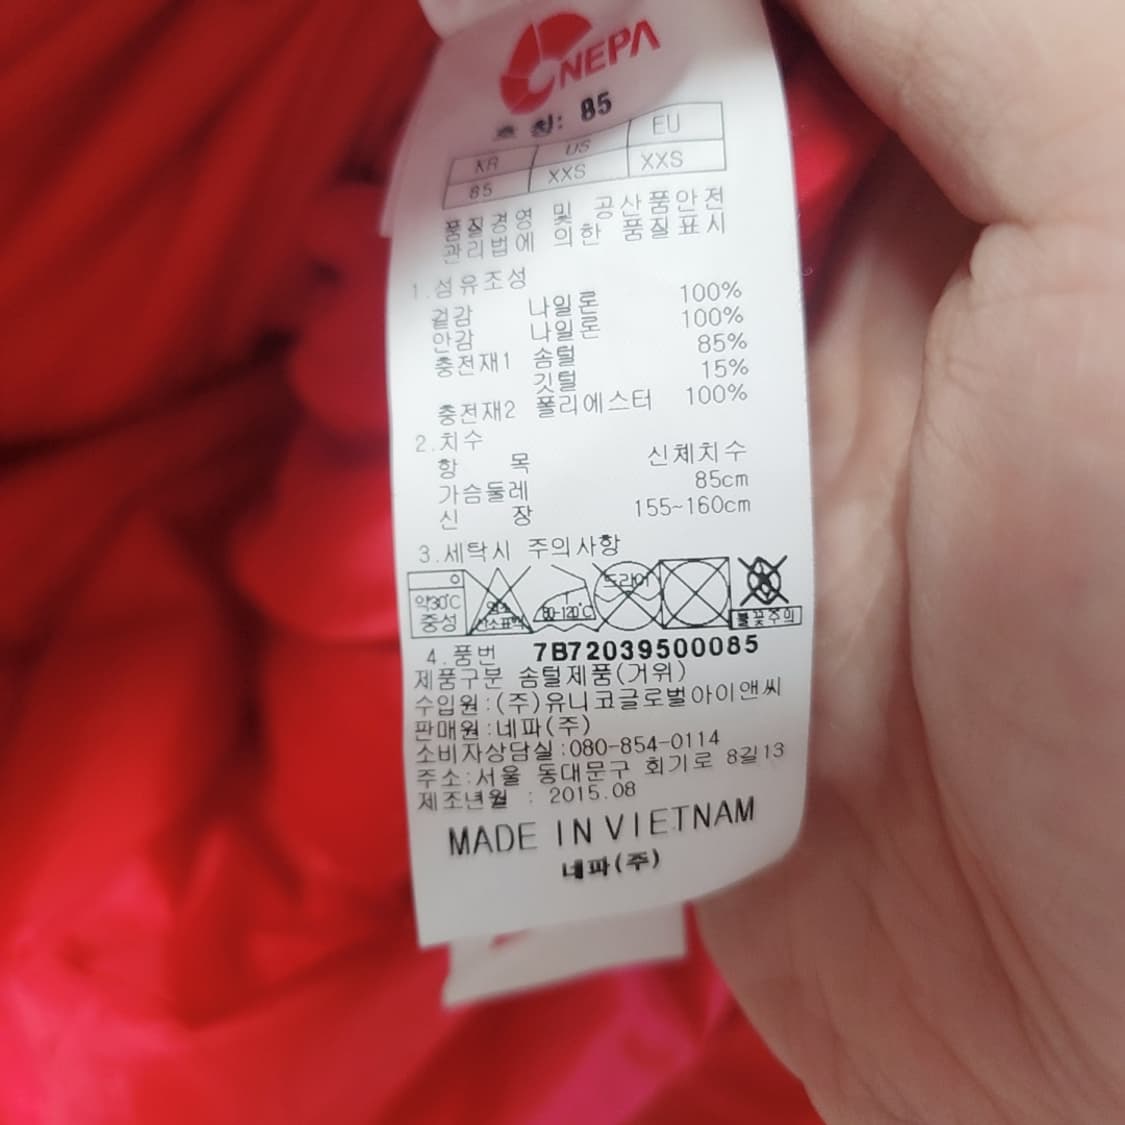 NEPA
호 칭: 85
KR US EU
85 XXS XXS
품질경영 및 공산품안전
관리법에 의한 품질표시
1.섬유조성
겉감 나일론 100%
안감 나일론 100%
충전재1 솜털 85%
깃털 15%
충전재2 폴리에스터 100%
2.치수
항 목 신체치수
가슴둘레 85cm
신 장 155~160cm
3.세탁시 주의사항
약30℃ 중성 염소 산소표백 80~120℃ 드라이 불꽃주의
4.품번 7B72039500085
제품구분 솜털제품(거위)
수입원:(주)유니코글로벌아이앤씨
판매원:네파(주)
소비자상담실:080-854-0114
주소:서울 동대문구 회기로 8길13
제조년월 : 2015.08
MADE IN VIETNAM
네파(주)